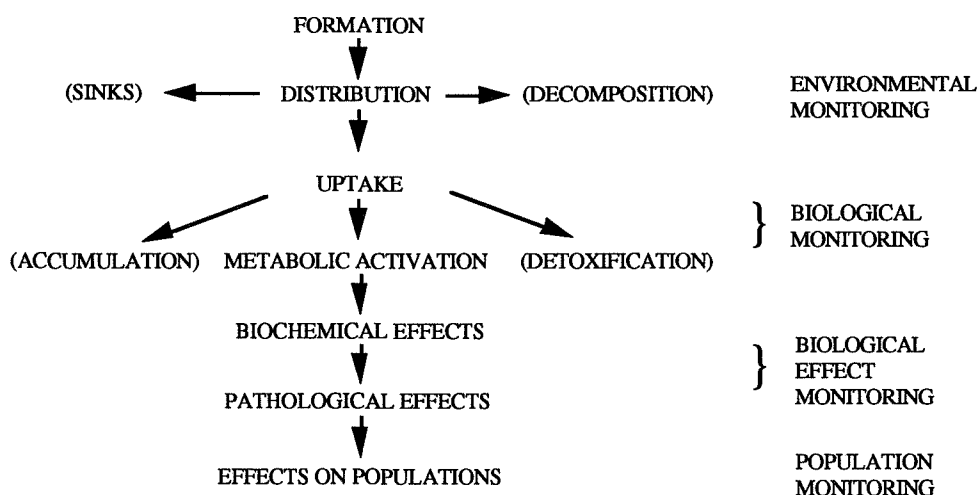 FORMATION
(SINKS) DISTRIBUTION (DECOMPOSITION) ENVIRONMENTAL
MONITORING
UPTAKE
} BIOLOGICAL
MONITORING
(ACCUMULATION) METABOLIC ACTIVATION (DETOXIFICATION)
BIOCHEMICAL EFFECTS
} BIOLOGICAL
EFFECT
MONITORING
PATHOLOGICAL EFFECTS
EFFECTS ON POPULATIONS
POPULATION
MONITORING